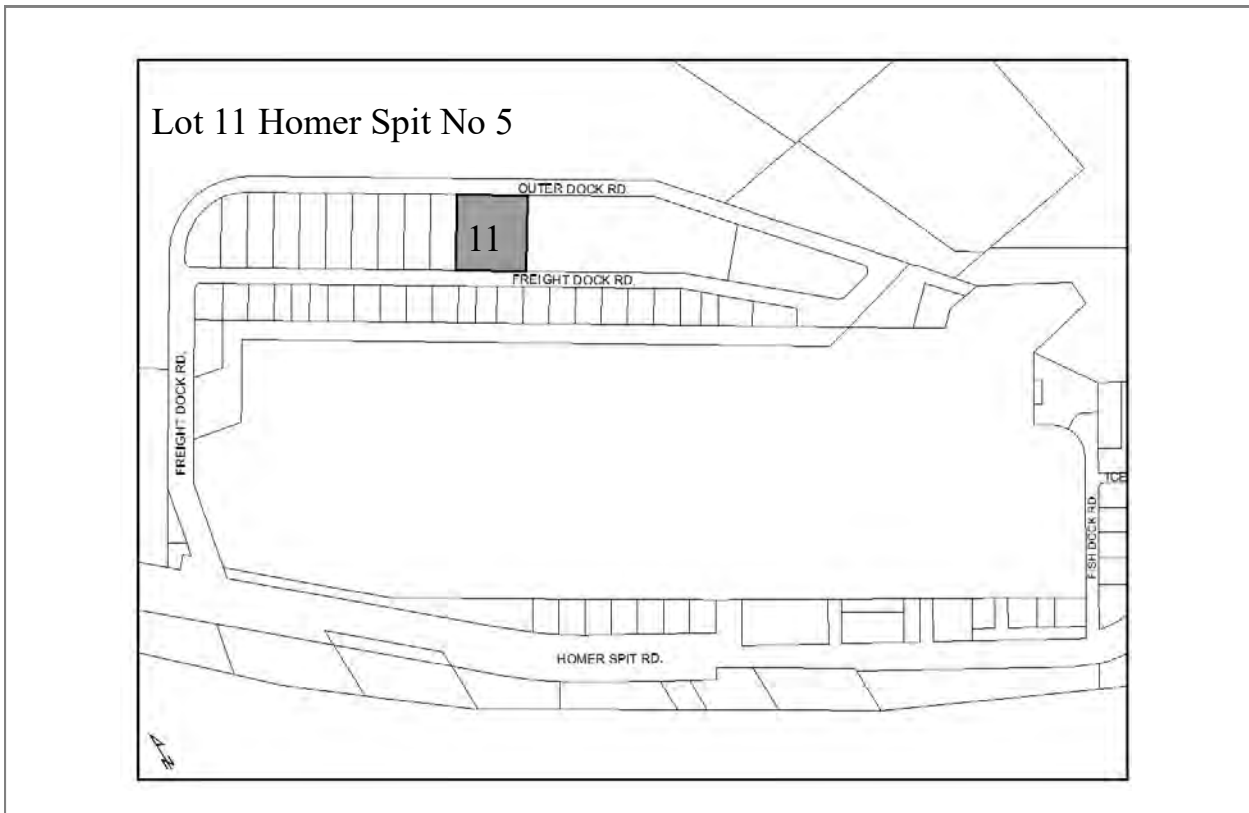 Lot 11 Homer Spit No 5
OUTER DOCK RD.
11
FREIGHT DOCK RD.
FREIGHT DOCK RD.
ICE
FISH DOCK RD.
HOMER SPIT RD.
N